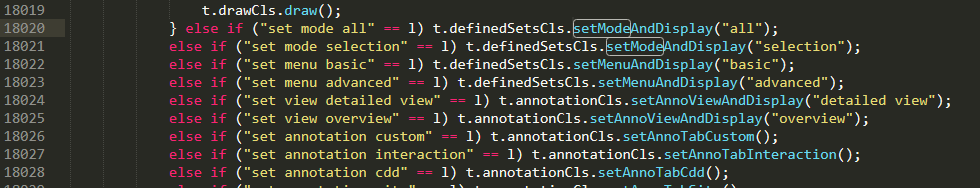 18019 t.drawCls.draw();
18020 } else if ("set mode all" == l) t.definedSetsCls.setModeAndDisplay("all");
18021 else if ("set mode selection" == l) t.definedSetsCls.setModeAndDisplay("selection");
18022 else if ("set menu basic" == l) t.definedSetsCls.setMenuAndDisplay("basic");
18023 else if ("set menu advanced" == l) t.definedSetsCls.setMenuAndDisplay("advanced");
18024 else if ("set view detailed view" == l) t.annotationCls.setAnnoViewAndDisplay("detailed view");
18025 else if ("set view overview" == l) t.annotationCls.setAnnoViewAndDisplay("overview");
18026 else if ("set annotation custom" == l) t.annotationCls.setAnnoTabCustom();
18027 else if ("set annotation interaction" == l) t.annotationCls.setAnnoTabInteraction();
18028 else if ("set annotation cdd" == l) t.annotationCls.setAnnoTabCdd();